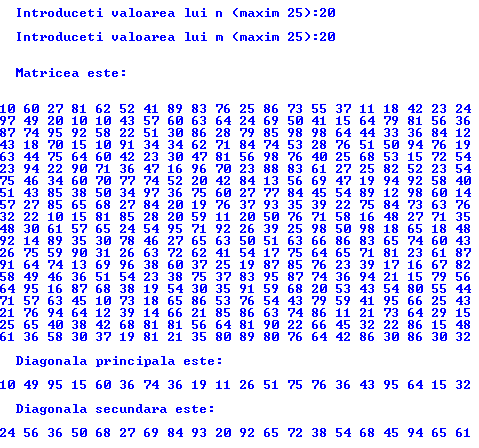 Introduceti valoarea lui n (maxim 25):20
Introduceti valoarea lui m (maxim 25):20
Matricea este:
10 60 27 81 62 52 41 89 83 76 25 86 73 55 37 11 18 42 23 24
97 49 20 10 10 43 57 60 63 64 24 69 50 41 15 64 79 81 56 36
87 74 95 92 58 22 51 30 86 28 79 85 98 98 64 44 33 36 84 12
43 18 70 15 10 91 34 34 62 71 84 74 53 28 76 51 50 94 76 19
63 44 75 64 60 42 23 30 47 81 56 98 76 40 25 68 53 15 72 54
23 94 22 90 71 36 47 16 96 70 23 88 83 61 27 25 82 52 23 54
75 46 34 60 70 77 74 52 20 42 84 13 56 69 47 19 94 92 58 40
51 43 85 38 50 34 97 36 75 60 27 77 84 45 54 89 12 98 60 14
57 27 85 65 68 27 84 20 19 76 37 93 35 39 22 75 84 73 63 76
32 22 10 15 81 85 28 20 59 11 20 50 76 71 58 16 48 27 71 35
48 30 61 57 65 24 54 95 71 92 26 39 25 98 50 98 18 65 18 48
92 14 89 35 30 78 46 27 65 63 50 51 63 66 86 83 65 74 60 43
26 75 59 90 31 26 63 72 62 41 54 17 75 64 65 71 81 23 61 87
91 64 74 13 69 96 38 60 37 25 19 87 85 76 23 39 17 16 67 82
58 49 46 36 51 54 23 38 75 37 83 95 87 74 36 94 21 15 79 56
64 95 16 87 68 38 19 54 30 35 91 59 68 20 53 43 54 80 55 44
71 57 63 45 10 73 18 65 86 53 76 54 43 79 59 41 95 66 25 43
21 76 94 64 12 39 14 66 21 85 86 63 74 86 11 21 73 64 29 15
25 65 40 38 42 68 81 81 56 64 81 90 22 66 45 32 22 86 15 48
61 36 58 30 37 19 81 21 35 80 89 80 76 64 42 86 30 86 30 32
Diagonala principala este:
10 49 95 15 60 36 74 36 19 11 26 51 75 76 36 43 95 64 15 32
Diagonala secundara este:
24 56 36 50 68 27 69 84 93 20 92 65 72 38 54 68 45 94 65 61